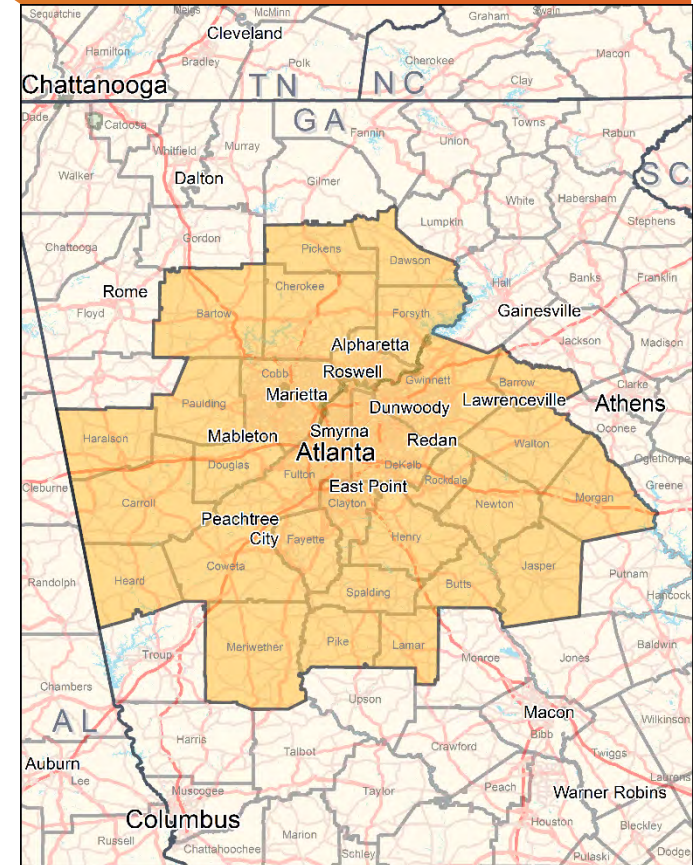 Sequatchie
Meigs
McMinn
Graham
Swain
Cleveland
Hamilton
Bradley
Polk
Cherokee
Macon
Clay
Chattanooga
TN
NC
GA
Dade
Catoosa
Fannin
Towns
Union
Rabun
Whitfield
Murray
Walker
SC
Dalton
Gilmer
White
Habersham
Lumpkin
Stephens
Chattooga
Gordon
Pickens
Dawson
Hall
Banks
Franklin
Rome
Cherokee
Floyd
Bartow
Forsyth
Gainesville
Alpharetta
Jackson
Madison
Cobb
Roswell
Gwinnett
Barrow
Clarke
Marietta
Paulding
Dunwoody
Lawrenceville
Athens
Oconee
Haralson
Mableton
Smyrna
Redan
Walton
Atlanta
Oglethorpe
Douglas
Fulton
DeKalb
Rockdale
Greene
Cleburne
East Point
Carroll
Clayton
Newton
Morgan
Peachtree
City
Fayette
Henry
Coweta
Jasper
Putnam
Randolph
Heard
Spalding
Butts
Hancock
Meriwether
Pike
Lamar
Troup
Monroe
Jones
Baldwin
Chambers
Upson
AL
Macon
Bibb
Wilkinson
Harris
Talbot
Crawford
Twiggs
Auburn
Lee
Laurens
Muscogee
Taylor
Peach
Warner Robins
Columbus
Houston
Bleckley
Russell
Chattahoochee
Marion
Schley
Pulaski
Dodge